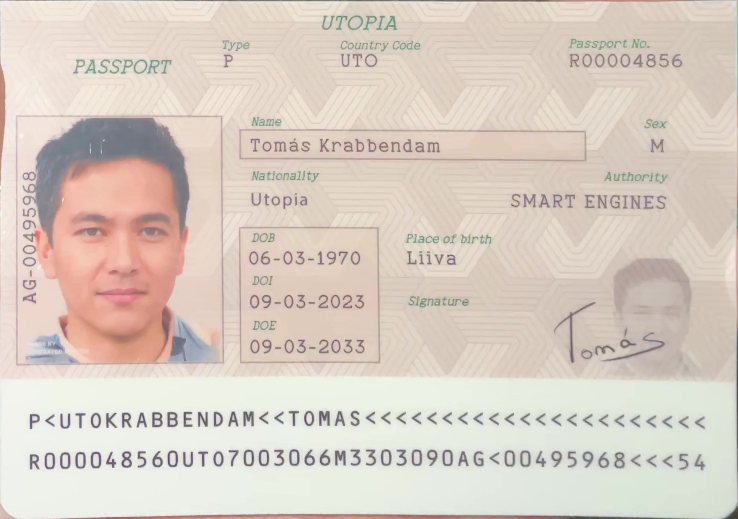 UTOPIA
PASSPORT
Type
P
Country Code
UTO
Passport No.
R00004856
Name
Tomás Krabbendam
Sex
M
Nationality
Utopia
Authority
SMART ENGINES
DOB
06-03-1970
Place of birth
Liiva
DOI
09-03-2023
Signature
Tomás
DOE
09-03-2033
AG-00495968
P<UTOKRABBENDAM<<TOMAS<<<<<<<<<<<<<<<<<<<<<<
R000048560UTO7003066M3303090AG<00495968<<<54